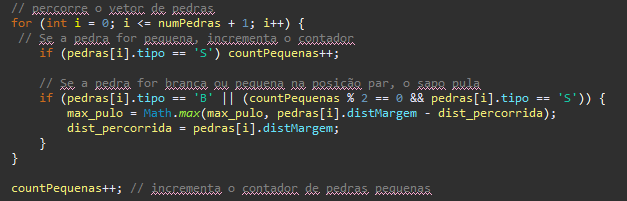 // percorre o vetor de pedras
for (int i = 0; i <= numPedras + 1; i++) {
// Se a pedra for pequena, incrementa o contador
if (pedras[i].tipo == 'S') countPequenas++;
// Se a pedra for branca ou pequena na posição par, o sapo pula
if (pedras[i].tipo == 'B' || (countPequenas % 2 == 0 && pedras[i].tipo == 'S')) {
max_pulo = Math.max(max_pulo, pedras[i].distMargem - dist_percorrida);
dist_percorrida = pedras[i].distMargem;
}
}
countPequenas++; // incrementa o contador de pedras pequenas